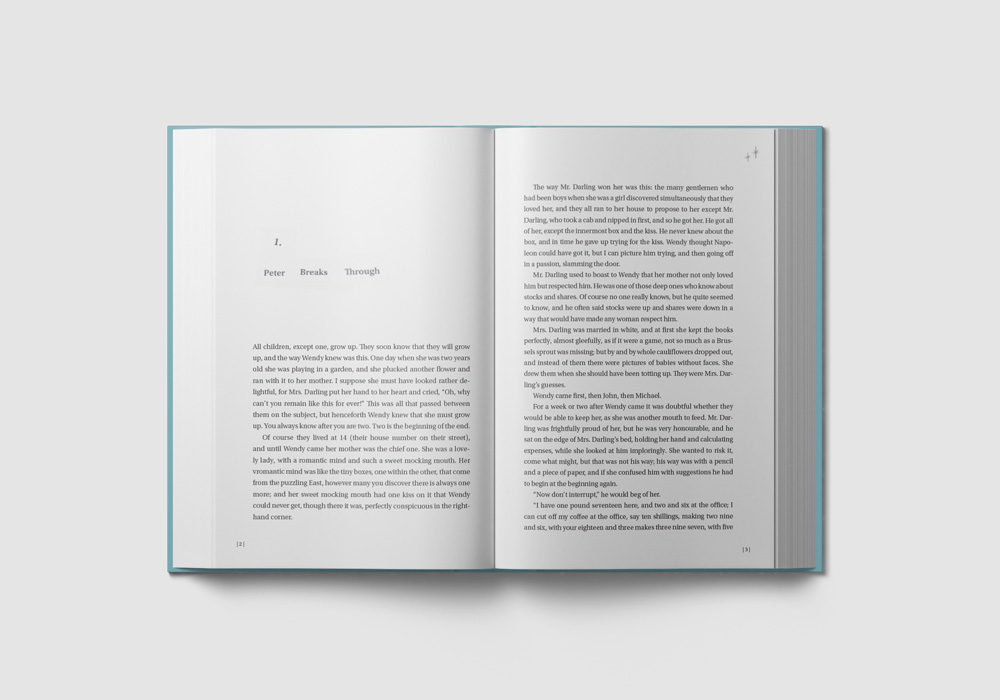 1.
Peter Breaks Through
All children, except one, grow up. They soon know that they will grow
up, and the way Wendy knew was this. One day when she was two years
old she was playing in a garden, and she plucked another flower and
ran with it to her mother. I suppose she must have looked rather de-
lightful, for Mrs. Darling put her hand to her heart and cried, “Oh, why
can’t you remain like this for ever!” This was all that passed between
them on the subject, but henceforth Wendy knew that she must grow
up. You always know after you are two. Two is the beginning of the end.
Of course they lived at 14 (their house number on their street),
and until Wendy came her mother was the chief one. She was a love-
ly lady, with a romantic mind and such a sweet mocking mouth. Her
vromantic mind was like the tiny boxes, one within the other, that come
from the puzzling East, however many you discover there is always one
more; and her sweet mocking mouth had one kiss on it that Wendy
could never get, though there it was, perfectly conspicuous in the right-
hand corner.
[2]
The way Mr. Darling won her was this: the many gentlemen who
had been boys when she was a girl discovered simultaneously that they
loved her, and they all ran to her house to propose to her except Mr.
Darling, who took a cab and nipped in first, and so he got her. He got all
of her, except the innermost box and the kiss. He never knew about the
box, and in time he gave up trying for the kiss. Wendy thought Napo-
leon could have got it, but I can picture him trying, and then going off
in a passion, slamming the door.
Mr. Darling used to boast to Wendy that her mother not only loved
him but respected him. He was one of those deep ones who know about
stocks and shares. Of course no one really knows, but he quite seemed
to know, and he often said stocks were up and shares were down in a
way that would have made any woman respect him.
Mrs. Darling was married in white, and at first she kept the books
perfectly, almost gleefully, as if it were a game, not so much as a Brus-
sels sprout was missing; but by and by whole cauliflowers dropped out,
and instead of them there were pictures of babies without faces. She
drew them when she should have been totting up. They were Mrs. Dar-
ling’s guesses.
Wendy came first, then John, then Michael.
For a week or two after Wendy came it was doubtful whether they
would be able to keep her, as she was another mouth to feed. Mr. Dar-
ling was frightfully proud of her, but he was very honourable, and he
sat on the edge of Mrs. Darling’s bed, holding her hand and calculating
expenses, while she looked at him imploringly. She wanted to risk it,
come what might, but that was not his way; his way was with a pencil
and a piece of paper, and if she confused him with suggestions he had
to begin at the beginning again.
“Now don’t interrupt,” he would beg of her.
“I have one pound seventeen here, and two and six at the office; I
can cut off my coffee at the office, say ten shillings, making two nine
and six, with your eighteen and three makes three nine seven, with five
[3]